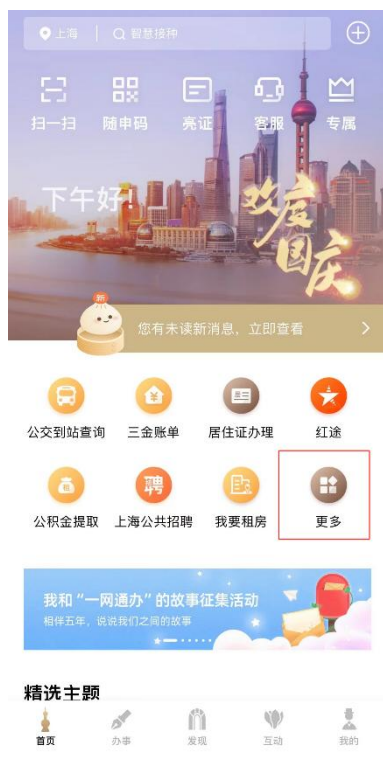 上海 智慧接种
扫一扫 随申码 亮证 客服 专属
下午好!
欢度
国庆
新
您有未读新消息，立即查看
公交到站查询 三金账单 居住证办理 红途
聘
公积金提取 上海公共招聘 我要租房 更多
我和“一网通办”的故事征集活动
相伴五年，说说我们之间的故事
精选主题
首页 办事 发现 互动 我的